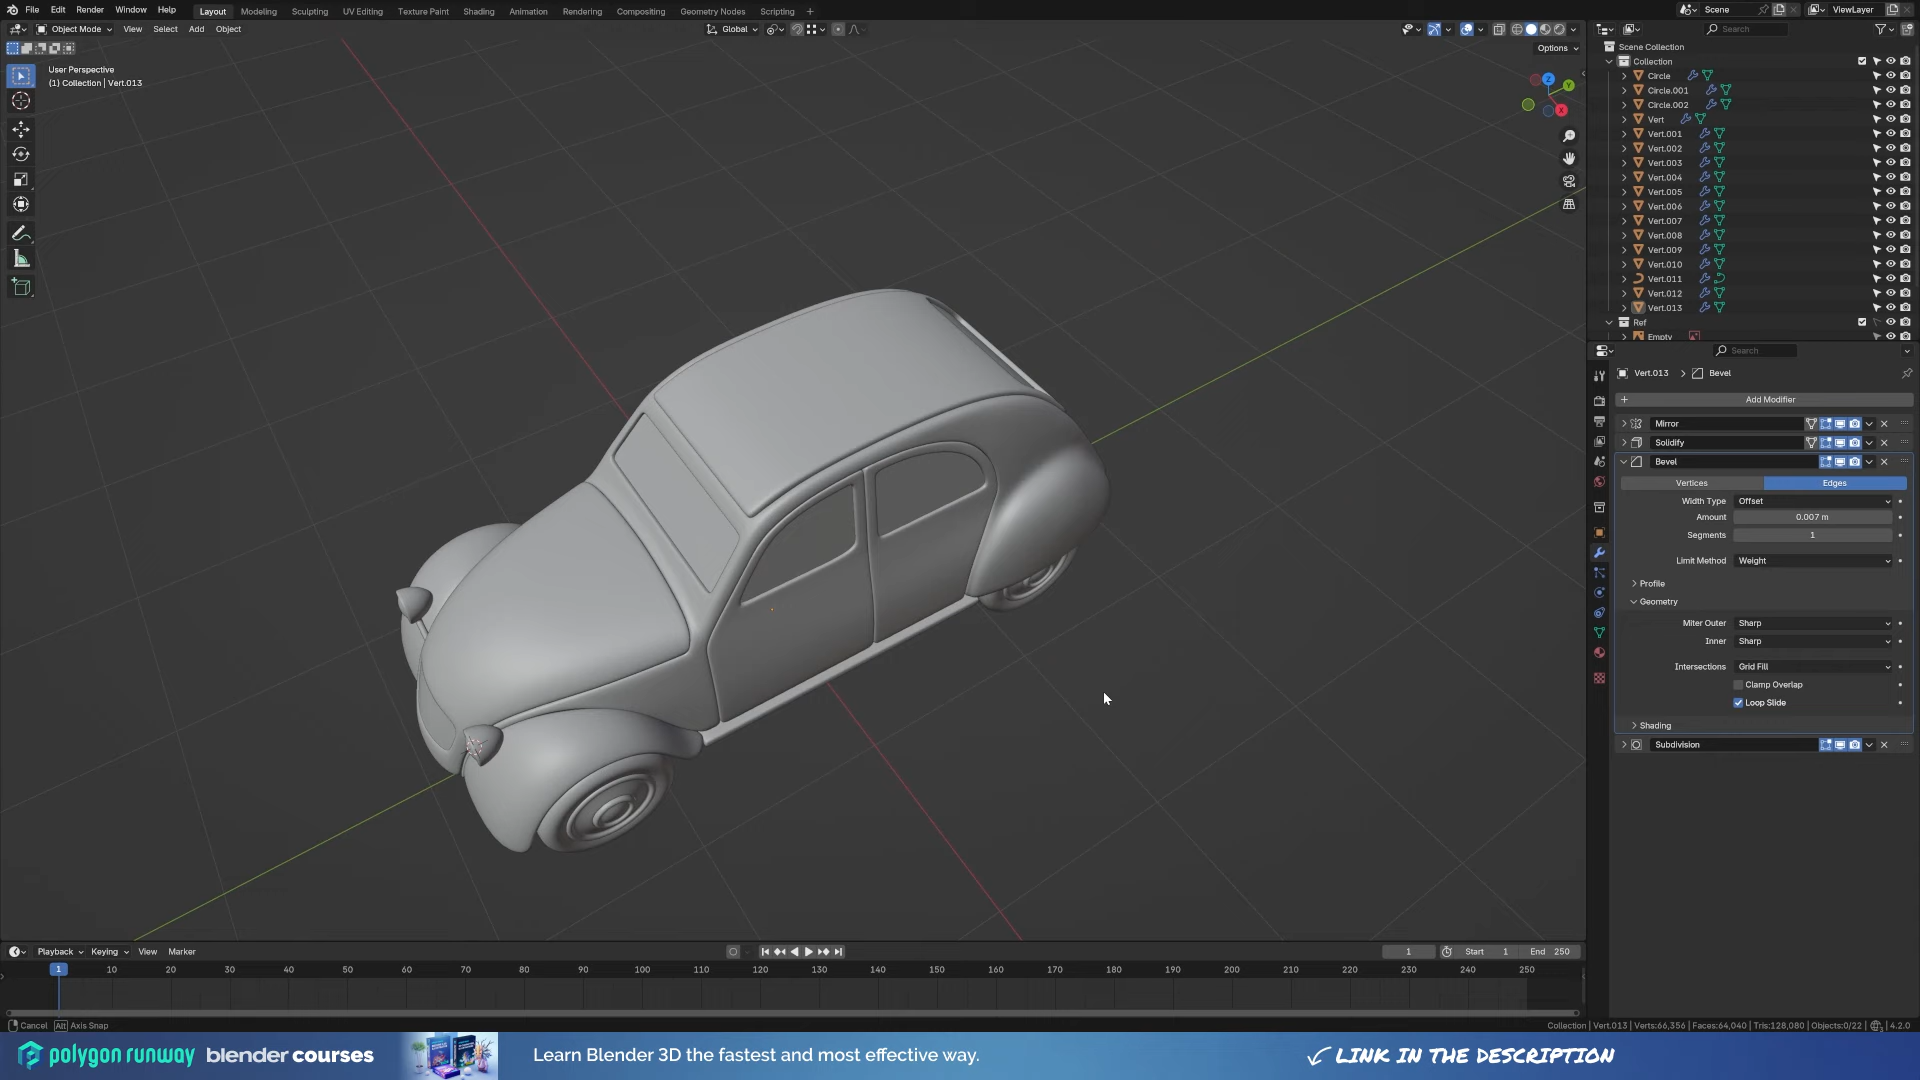 File Edit Render Window Help Layout Modeling Sculpting UV Editing Texture Paint Shading Animation Rendering Compositing Geometry Nodes Scripting + Scene ViewLayer
Object Mode View Select Add Object Global Search
Options
User Perspective
(1) Collection | Vert.013
Z
Y
X
Scene Collection
Collection
Circle
Circle.001
Circle.002
Vert
Vert.001
Vert.002
Vert.003
Vert.004
Vert.005
Vert.006
Vert.007
Vert.008
Vert.009
Vert.010
Vert.011
Vert.012
Vert.013
Ref
Empty
Search
Vert.013 > Bevel
+ Add Modifier
Mirror
Solidify
Bevel
Vertices Edges
Width Type Offset
Amount 0.007 m
Segments 1
Limit Method Weight
Profile
Geometry
Miter Outer Sharp
Inner Sharp
Intersections Grid Fill
Clamp Overlap
Loop Slide
Shading
Subdivision
Playback Keying View Marker 1 Start 1 End 250
1 10 20 30 40 50 60 70 80 90 100 110 120 130 140 150 160 170 180 190 200 210 220 230 240 250
Cancel Alt Axis Snap Collection | Vert.013 | Verts:66,356 | Faces:64,040 | Tris:128,080 | Objects:0/22 | 4.2.0
polygon runway blender courses Learn Blender 3D the fastest and most effective way. LINK IN THE DESCRIPTION